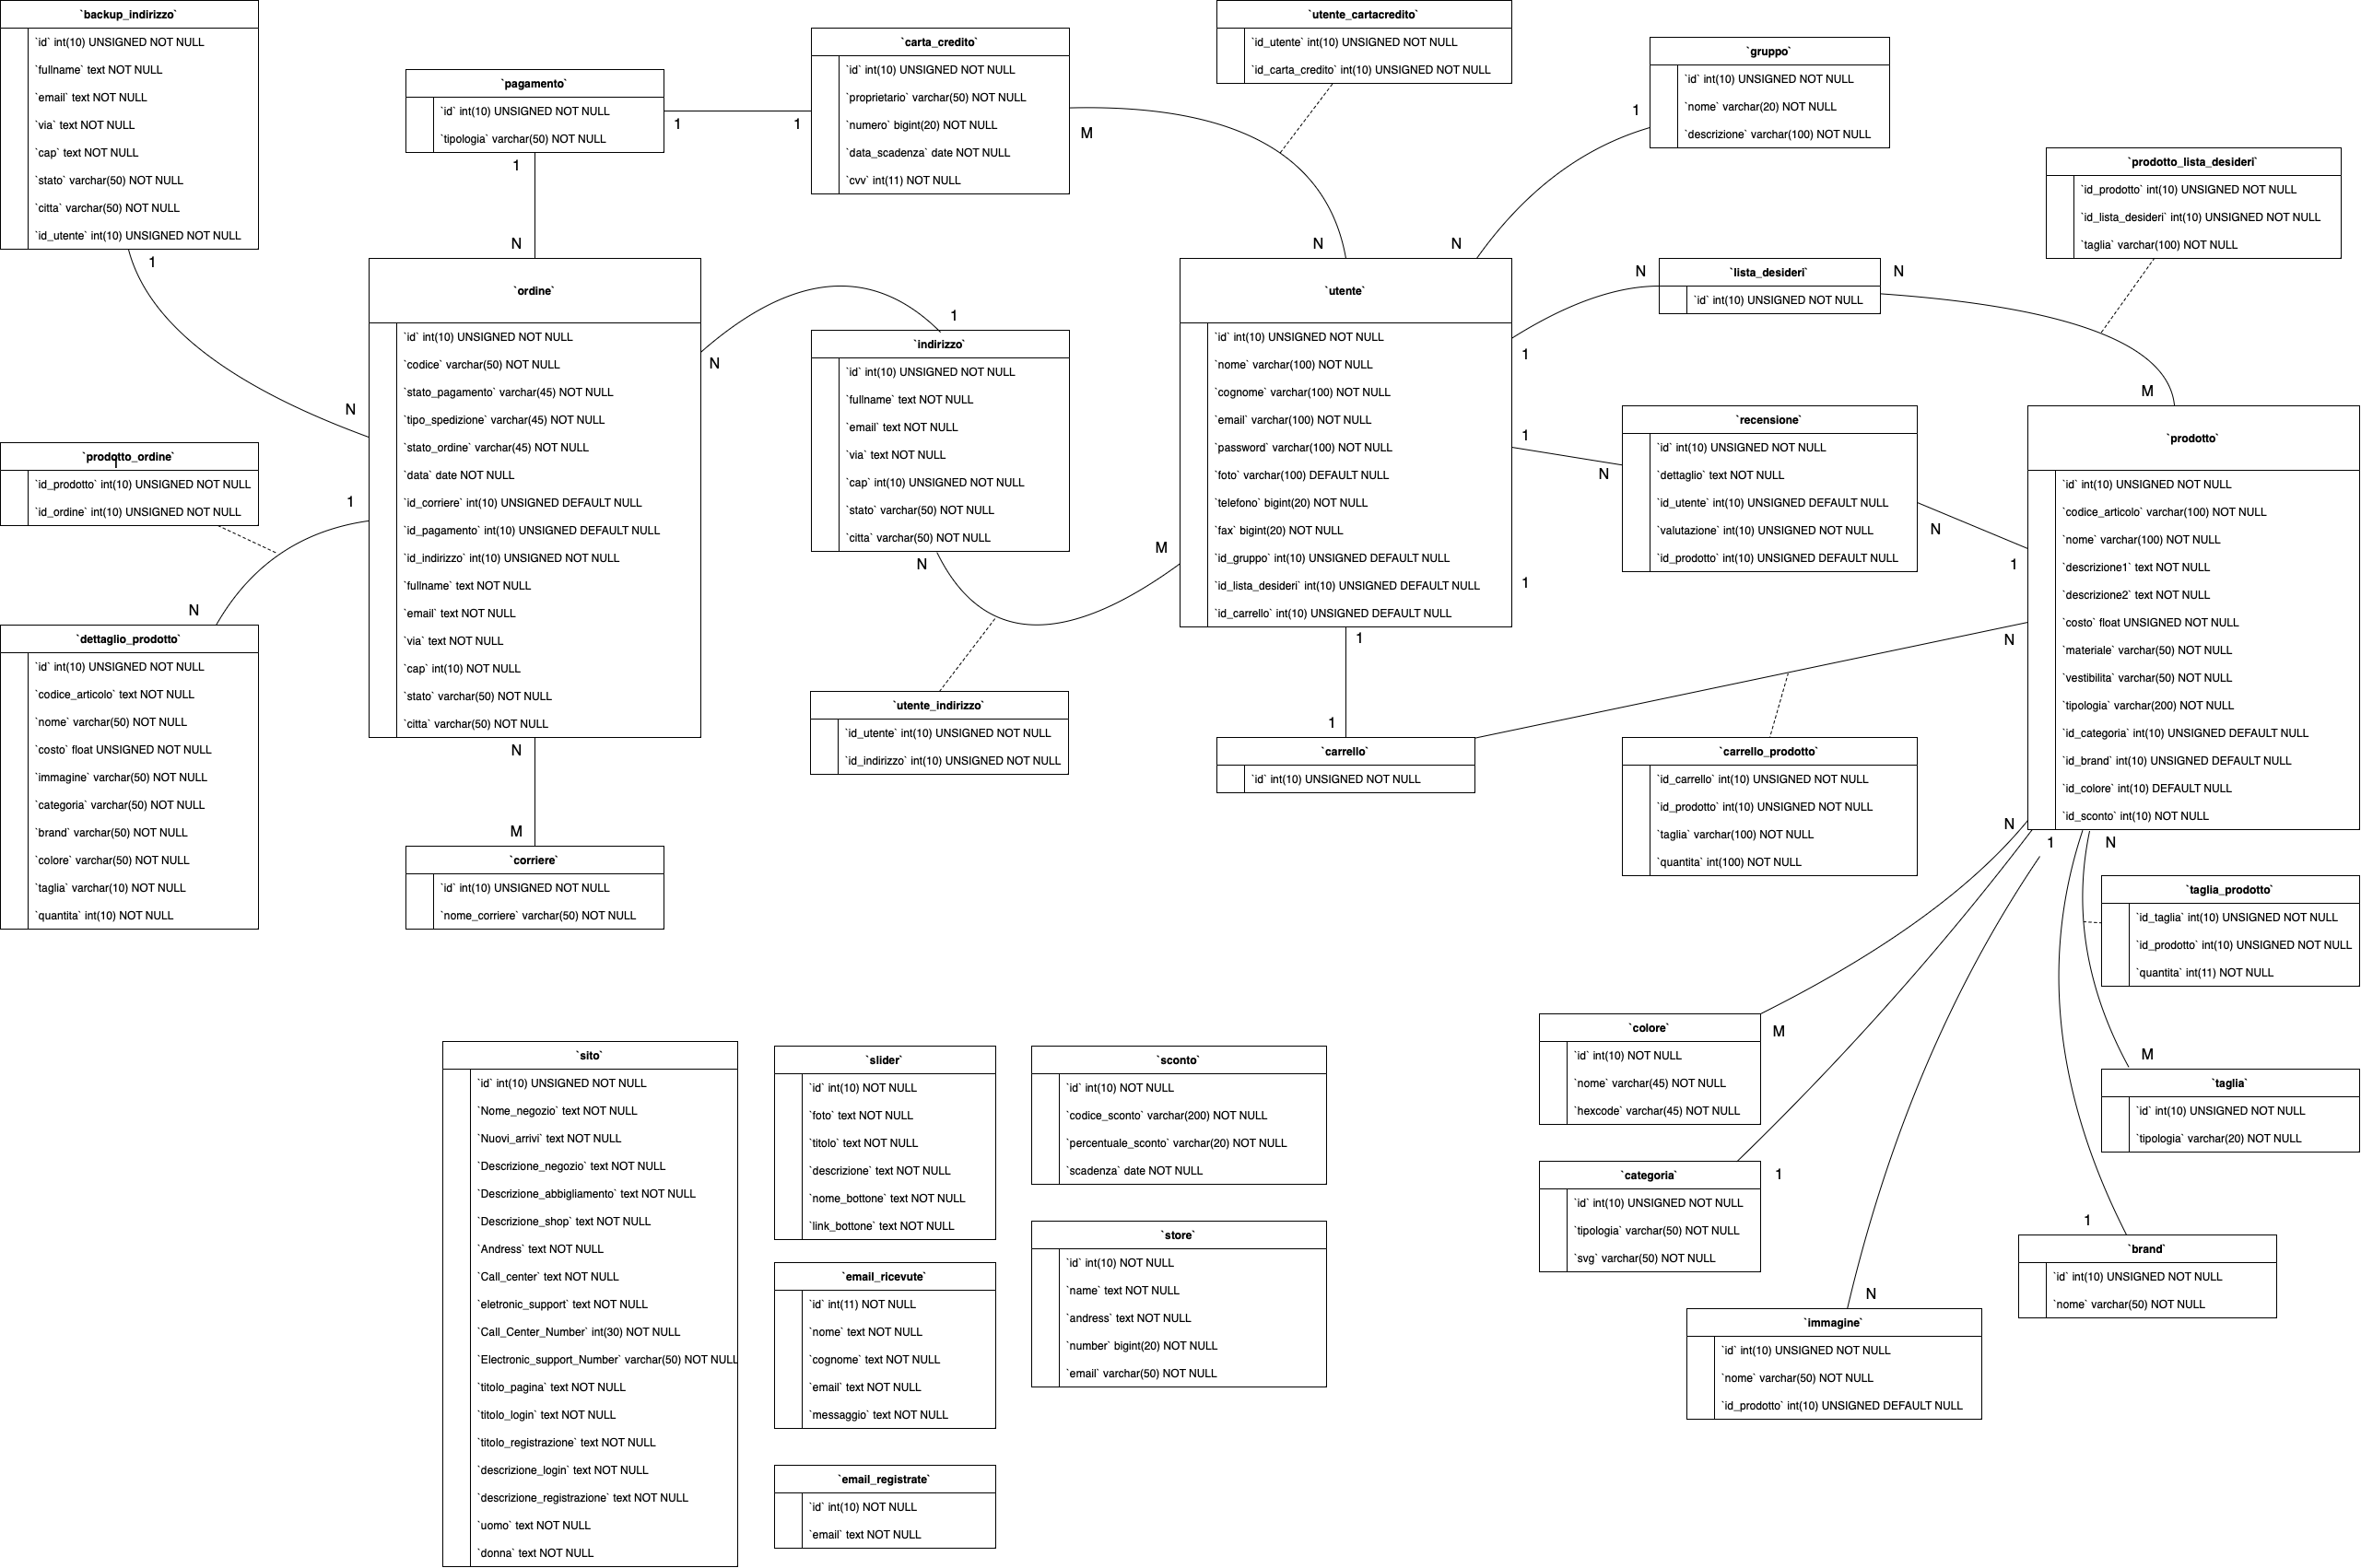 `backup_indirizzo`
`id` int(10) UNSIGNED NOT NULL
`fullname` text NOT NULL
`email` text NOT NULL
`via` text NOT NULL
`cap` text NOT NULL
`stato` varchar(50) NOT NULL
`citta` varchar(50) NOT NULL
`id_utente` int(10) UNSIGNED NOT NULL
1
N
`pagamento`
`id` int(10) UNSIGNED NOT NULL
`tipologia` varchar(50) NOT NULL
1
1
1
N
`carta_credito`
`id` int(10) UNSIGNED NOT NULL
`proprietario` varchar(50) NOT NULL
`numero` bigint(20) NOT NULL
`data_scadenza` date NOT NULL
`cvv` int(11) NOT NULL
M
N
`utente_cartacredito`
`id_utente` int(10) UNSIGNED NOT NULL
`id_carta_credito` int(10) UNSIGNED NOT NULL
`gruppo`
`id` int(10) UNSIGNED NOT NULL
`nome` varchar(20) NOT NULL
`descrizione` varchar(100) NOT NULL
1
N
`prodotto_lista_desideri`
`id_prodotto` int(10) UNSIGNED NOT NULL
`id_lista_desideri` int(10) UNSIGNED NOT NULL
`taglia` varchar(100) NOT NULL
`ordine`
`id` int(10) UNSIGNED NOT NULL
`codice` varchar(50) NOT NULL
`stato_pagamento` varchar(45) NOT NULL
`tipo_spedizione` varchar(45) NOT NULL
`stato_ordine` varchar(45) NOT NULL
`data` date NOT NULL
`id_corriere` int(10) UNSIGNED DEFAULT NULL
`id_pagamento` int(10) UNSIGNED DEFAULT NULL
`id_indirizzo` int(10) UNSIGNED NOT NULL
`fullname` text NOT NULL
`email` text NOT NULL
`via` text NOT NULL
`cap` int(10) NOT NULL
`stato` varchar(50) NOT NULL
`citta` varchar(50) NOT NULL
N
1
`indirizzo`
`id` int(10) UNSIGNED NOT NULL
`fullname` text NOT NULL
`email` text NOT NULL
`via` text NOT NULL
`cap` int(10) UNSIGNED NOT NULL
`stato` varchar(50) NOT NULL
`citta` varchar(50) NOT NULL
N
M
`utente`
`id` int(10) UNSIGNED NOT NULL
`nome` varchar(100) NOT NULL
`cognome` varchar(100) NOT NULL
`email` varchar(100) NOT NULL
`password` varchar(100) NOT NULL
`foto` varchar(100) DEFAULT NULL
`telefono` bigint(20) NOT NULL
`fax` bigint(20) NOT NULL
`id_gruppo` int(10) UNSIGNED DEFAULT NULL
`id_lista_desideri` int(10) UNSIGNED DEFAULT NULL
`id_carrello` int(10) UNSIGNED DEFAULT NULL
1
N
`lista_desideri`
`id` int(10) UNSIGNED NOT NULL
N
M
1
N
`recensione`
`id` int(10) UNSIGNED NOT NULL
`dettaglio` text NOT NULL
`id_utente` int(10) UNSIGNED DEFAULT NULL
`valutazione` int(10) UNSIGNED NOT NULL
`id_prodotto` int(10) UNSIGNED DEFAULT NULL
N
1
1
`prodotto`
`id` int(10) UNSIGNED NOT NULL
`codice_articolo` varchar(100) NOT NULL
`nome` varchar(100) NOT NULL
`descrizione1` text NOT NULL
`descrizione2` text NOT NULL
`costo` float UNSIGNED NOT NULL
`materiale` varchar(50) NOT NULL
`vestibilita` varchar(50) NOT NULL
`tipologia` varchar(200) NOT NULL
`id_categoria` int(10) UNSIGNED DEFAULT NULL
`id_brand` int(10) UNSIGNED DEFAULT NULL
`id_colore` int(10) DEFAULT NULL
`id_sconto` int(10) NOT NULL
`prodotto_ordine`
`id_prodotto` int(10) UNSIGNED NOT NULL
`id_ordine` int(10) UNSIGNED NOT NULL
1
N
`dettaglio_prodotto`
`id` int(10) UNSIGNED NOT NULL
`codice_articolo` text NOT NULL
`nome` varchar(50) NOT NULL
`costo` float UNSIGNED NOT NULL
`immagine` varchar(50) NOT NULL
`categoria` varchar(50) NOT NULL
`brand` varchar(50) NOT NULL
`colore` varchar(50) NOT NULL
`taglia` varchar(10) NOT NULL
`quantita` int(10) NOT NULL
N
M
`corriere`
`id` int(10) UNSIGNED NOT NULL
`nome_corriere` varchar(50) NOT NULL
`utente_indirizzo`
`id_utente` int(10) UNSIGNED NOT NULL
`id_indirizzo` int(10) UNSIGNED NOT NULL
1
1
`carrello`
`id` int(10) UNSIGNED NOT NULL
N
`carrello_prodotto`
`id_carrello` int(10) UNSIGNED NOT NULL
`id_prodotto` int(10) UNSIGNED NOT NULL
`taglia` varchar(100) NOT NULL
`quantita` int(100) NOT NULL
N
1
N
`taglia_prodotto`
`id_taglia` int(10) UNSIGNED NOT NULL
`id_prodotto` int(10) UNSIGNED NOT NULL
`quantita` int(11) NOT NULL
M
`taglia`
`id` int(10) UNSIGNED NOT NULL
`tipologia` varchar(20) NOT NULL
`colore`
`id` int(10) NOT NULL
`nome` varchar(45) NOT NULL
`hexcode` varchar(45) NOT NULL
M
`categoria`
`id` int(10) UNSIGNED NOT NULL
`tipologia` varchar(50) NOT NULL
`svg` varchar(50) NOT NULL
1
1
`brand`
`id` int(10) UNSIGNED NOT NULL
`nome` varchar(50) NOT NULL
N
`immagine`
`id` int(10) UNSIGNED NOT NULL
`nome` varchar(50) NOT NULL
`id_prodotto` int(10) UNSIGNED DEFAULT NULL
`sito`
`id` int(10) UNSIGNED NOT NULL
`Nome_negozio` text NOT NULL
`Nuovi_arrivi` text NOT NULL
`Descrizione_negozio` text NOT NULL
`Descrizione_abbigliamento` text NOT NULL
`Descrizione_shop` text NOT NULL
`Andress` text NOT NULL
`Call_center` text NOT NULL
`eletronic_support` text NOT NULL
`Call_Center_Number` int(30) NOT NULL
`Electronic_support_Number` varchar(50) NOT NULL
`titolo_pagina` text NOT NULL
`titolo_login` text NOT NULL
`titolo_registrazione` text NOT NULL
`descrizione_login` text NOT NULL
`descrizione_registrazione` text NOT NULL
`uomo` text NOT NULL
`donna` text NOT NULL
`slider`
`id` int(10) NOT NULL
`foto` text NOT NULL
`titolo` text NOT NULL
`descrizione` text NOT NULL
`nome_bottone` text NOT NULL
`link_bottone` text NOT NULL
`email_ricevute`
`id` int(11) NOT NULL
`nome` text NOT NULL
`cognome` text NOT NULL
`email` text NOT NULL
`messaggio` text NOT NULL
`email_registrate`
`id` int(10) NOT NULL
`email` text NOT NULL
`sconto`
`id` int(10) NOT NULL
`codice_sconto` varchar(200) NOT NULL
`percentuale_sconto` varchar(20) NOT NULL
`scadenza` date NOT NULL
`store`
`id` int(10) NOT NULL
`name` text NOT NULL
`andress` text NOT NULL
`number` bigint(20) NOT NULL
`email` varchar(50) NOT NULL